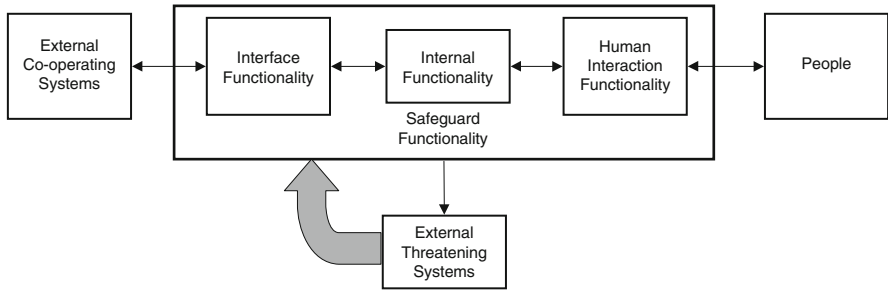 External
Co-operating
Systems
Interface
Functionality
Internal
Functionality
Human
Interaction
Functionality
People
Safeguard
Functionality
External
Threatening
Systems